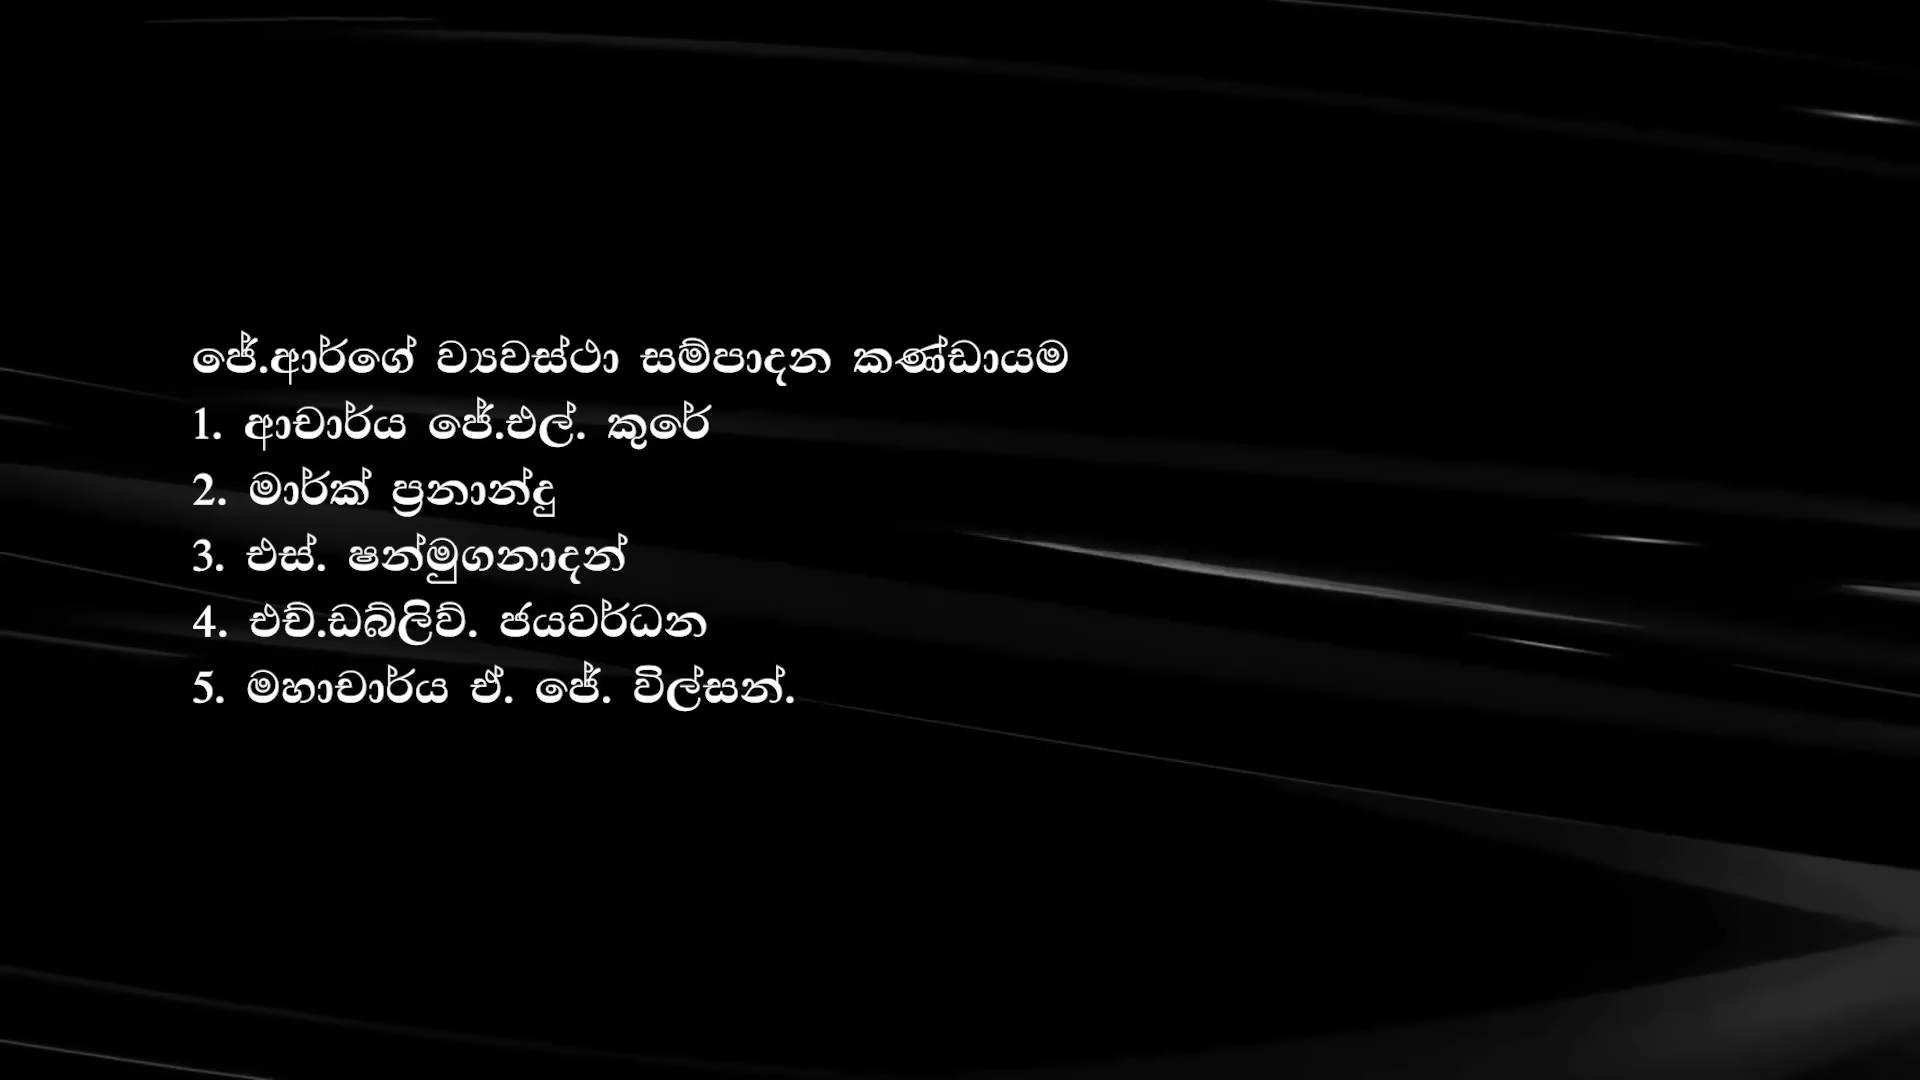 ජේ.ආර්ගේ ව්‍යවස්ථා සම්පාදන කණ්ඩායම
1. ආචාර්ය ජේ.එල්. කුරේ
2. මාර්ක් ප්‍රනාන්දු
3. එස්. ෂන්මුගනාදන්
4. එච්.ඩබ්ලිව්. ජයවර්ධන
5. මහාචාර්ය ඒ. ජේ. විල්සන්.